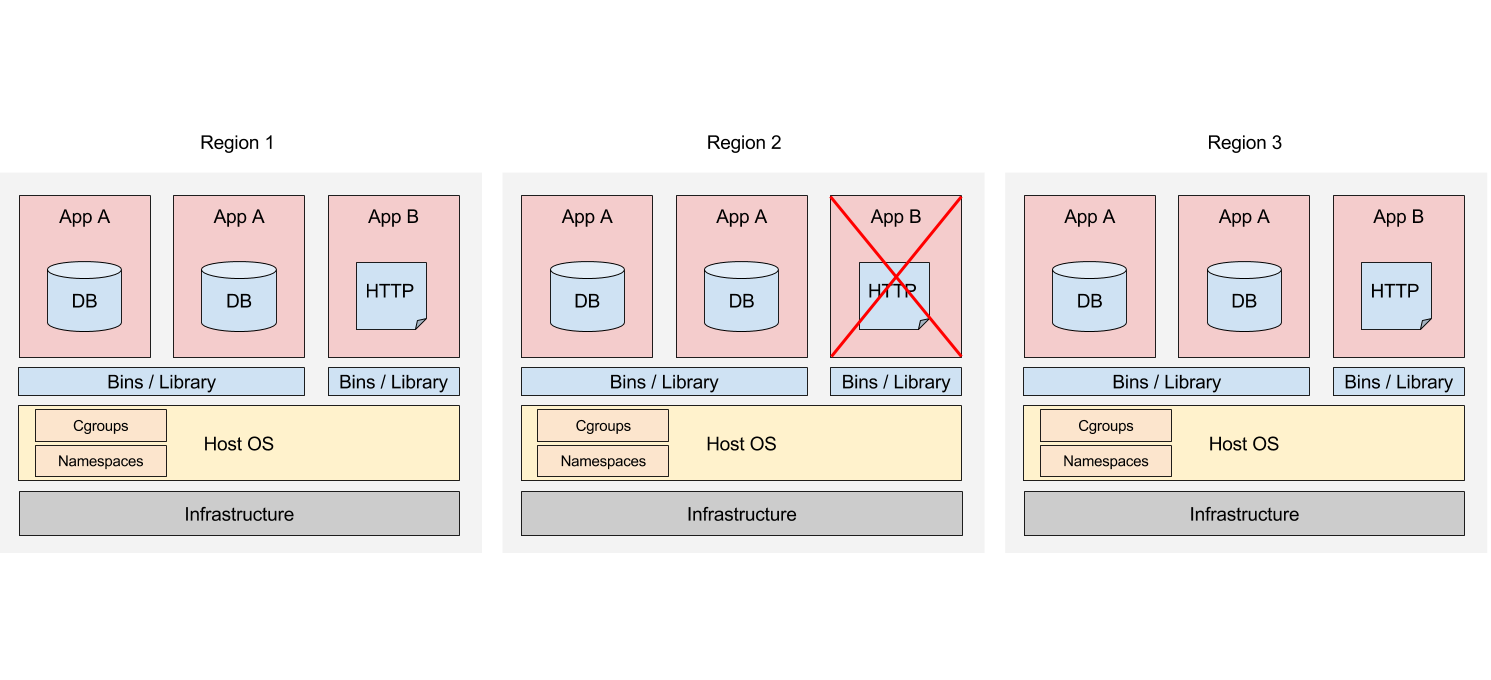 Region 1
Region 2
Region 3
App A
App A
App B
DB
DB
HTTP
Bins / Library
Bins / Library
Cgroups
Namespaces
Host OS
Infrastructure
App A
App A
App B
DB
DB
HTTP
Bins / Library
Bins / Library
Cgroups
Namespaces
Host OS
Infrastructure
App A
App A
App B
DB
DB
HTTP
Bins / Library
Bins / Library
Cgroups
Namespaces
Host OS
Infrastructure